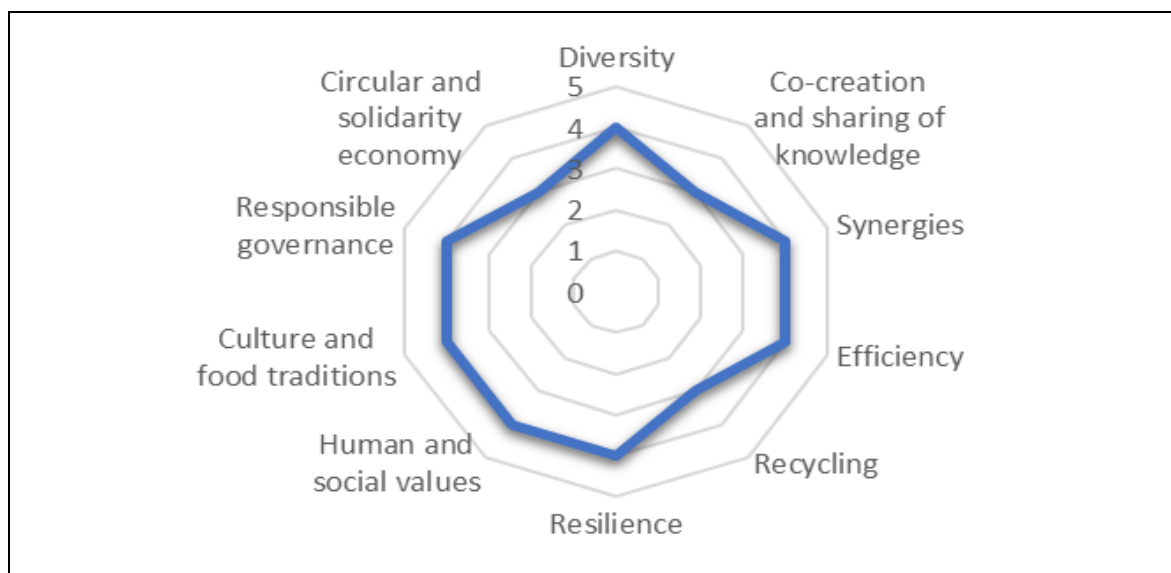 Diversity
Co-creation
and sharing of
knowledge
Synergies
Efficiency
Recycling
Resilience
Human and
social values
Culture and
food traditions
Responsible
governance
Circular and
solidarity
economy
5
4
3
2
1
0